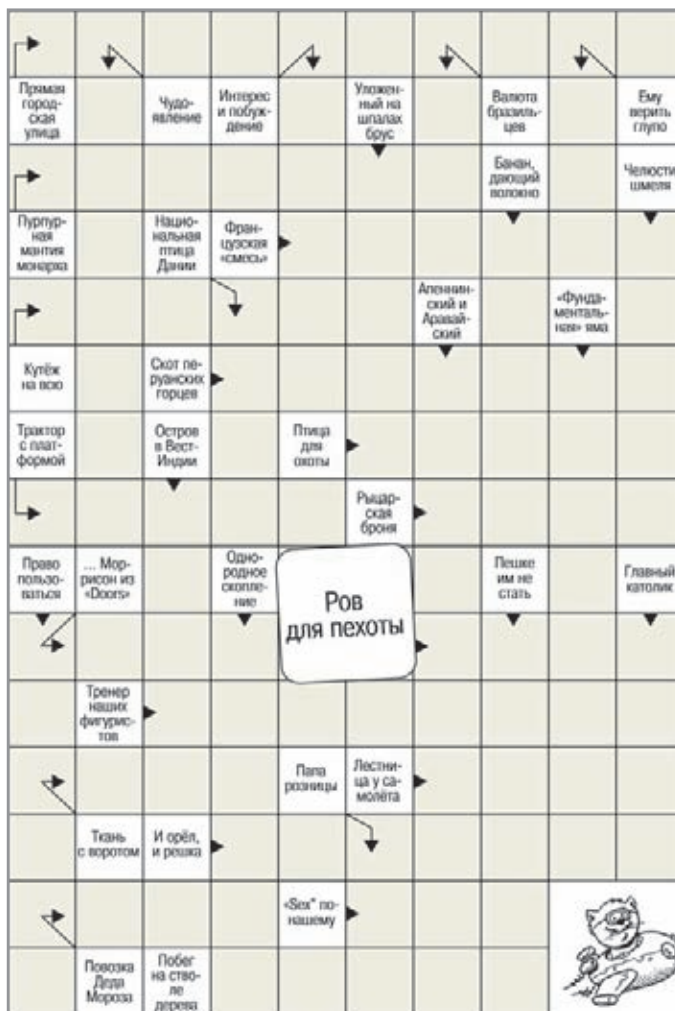 Прямая
город-
ская
улица
Чудо-
явление
Интерес
и побуж-
дение
Уложен-
ный на
шпалах
брус
Валюта
бразиль-
цев
Ему
верить
глупо
Банан,
дающий
волокно
Челюсти
шмеля
Пурпур-
ная
мантия
монарха
Нацио-
нальная
птица
Дании
Фран-
цузская
«смесь»
Апеннин-
ский и
Аравай-
ский
«Фунда-
менталь-
ная» яма
Кутёж
на всю
Скот пе-
руанских
горцев
Трактор
с плат-
формой
Остров
в Вест-
Индии
Птица
для
охоты
Рыцар-
ская
броня
Право
пользо-
ваться
... Мор-
рисон из
«Doors»
Одно-
родное
скопле-
ние
Ров
для пехоты
Пешке
им не
стать
Главный
католик
Тренер
наших
фигурис-
тов
Папа
розницы
Лестни-
ца у са-
молёта
Ткань
с воротом
И орёл,
и решка
«Sex" по-
нашему
Повозка
Деда
Мороза
Побег
на ство-
ле
дерева